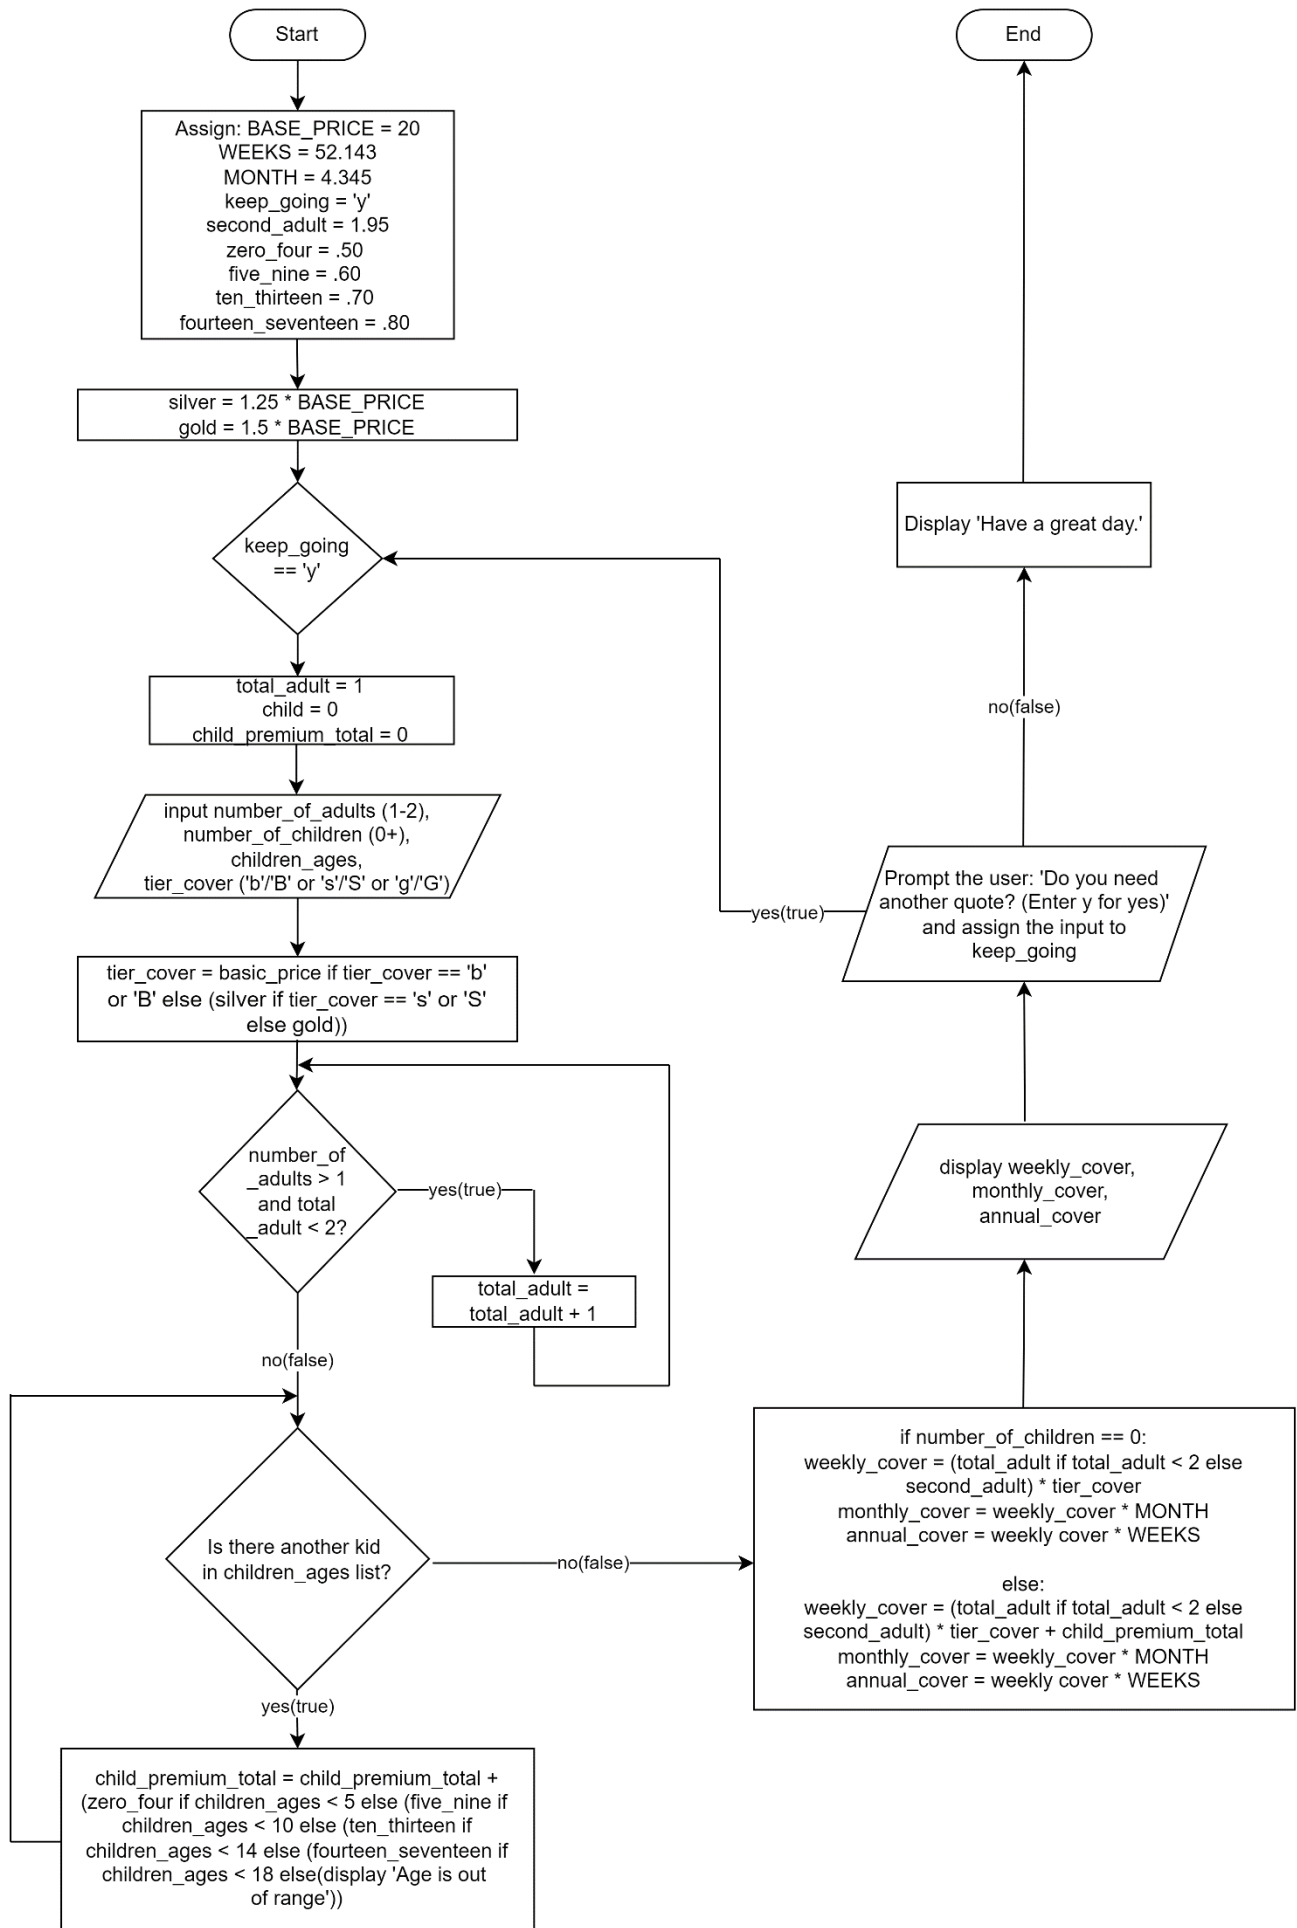 Start
Assign: BASE_PRICE = 20
WEEKS = 52.143
MONTH = 4.345
keep_going = 'y'
second_adult = 1.95
zero_four = .50
five_nine = .60
ten_thirteen = .70
fourteen_seventeen = .80
silver = 1.25 * BASE_PRICE
gold = 1.5 * BASE_PRICE
keep_going
== 'y'
total_adult = 1
child = 0
child_premium_total = 0
input number_of_adults (1-2),
number_of_children (0+),
children_ages,
tier_cover ('b'/'B' or 's'/'S' or 'g'/'G')
tier_cover = basic_price if tier_cover == 'b'
or 'B' else (silver if tier_cover == 's' or 'S'
else gold))
number_of
_adults > 1
and total
_adult < 2?
yes(true)
total_adult =
total_adult + 1
no(false)
Is there another kid
in children_ages list?
yes(true)
child_premium_total = child_premium_total +
(zero_four if children_ages < 5 else (five_nine if
children_ages < 10 else (ten_thirteen if
children_ages < 14 else (fourteen_seventeen if
children_ages < 18 else(display 'Age is out
of range'))
no(false)
if number_of_children == 0:
weekly_cover = (total_adult if total_adult < 2 else
second_adult) * tier_cover
monthly_cover = weekly_cover * MONTH
annual_cover = weekly cover * WEEKS
else:
weekly_cover = (total_adult if total_adult < 2 else
second_adult) * tier_cover + child_premium_total
monthly_cover = weekly_cover * MONTH
annual_cover = weekly cover * WEEKS
display weekly_cover,
monthly_cover,
annual_cover
Prompt the user: 'Do you need
another quote? (Enter y for yes)'
and assign the input to
keep_going
yes(true)
no(false)
Display 'Have a great day.'
End